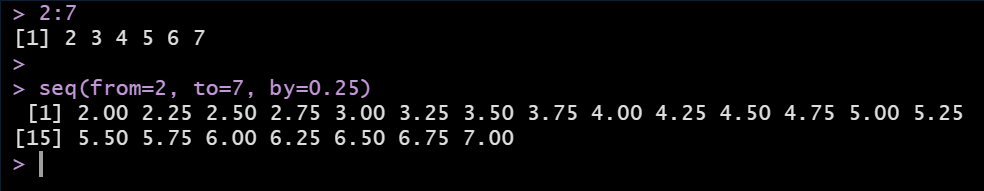 > 2:7
[1] 2 3 4 5 6 7
>
> seq(from=2, to=7, by=0.25)
 [1] 2.00 2.25 2.50 2.75 3.00 3.25 3.50 3.75 4.00 4.25 4.50 4.75 5.00 5.25
[15] 5.50 5.75 6.00 6.25 6.50 6.75 7.00
>